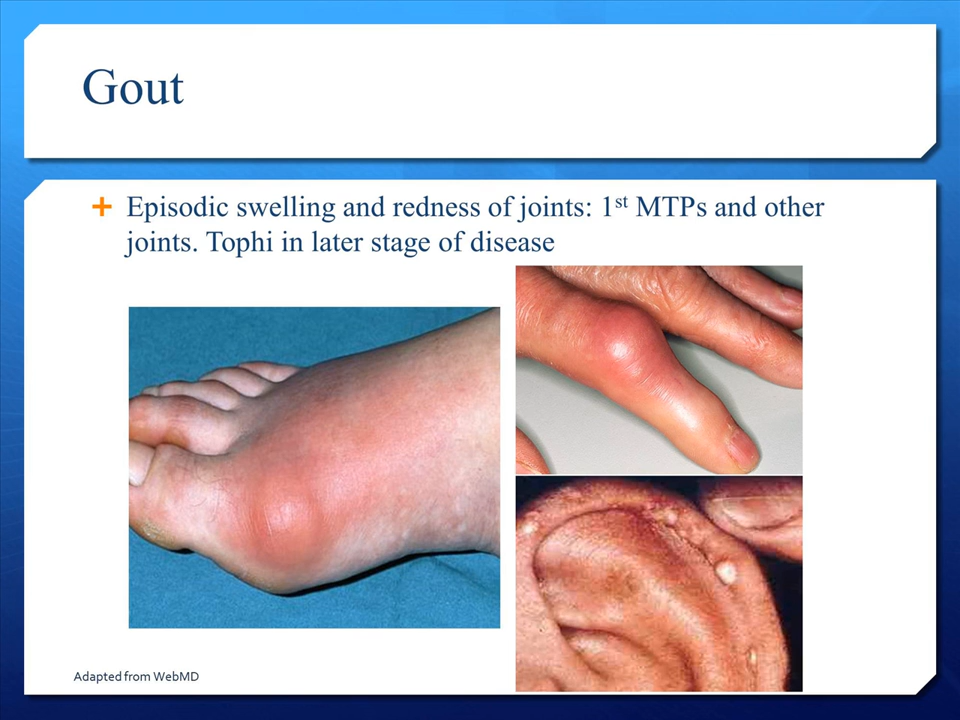 Gout
Episodic swelling and redness of joints: 1st MTPs and other
joints. Tophi in later stage of disease
Adapted from WebMD